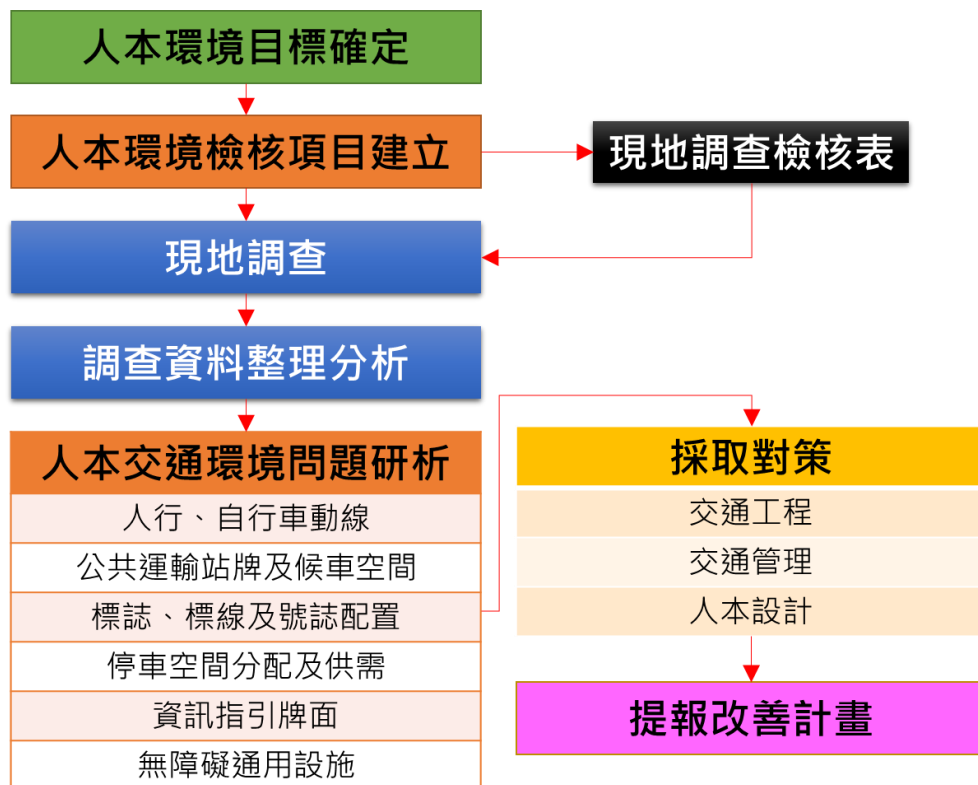 人本環境目標確定
人本環境檢核項目建立
現地調查檢核表
現地調查
調查資料整理分析
人本交通環境問題研析
人行、自行車動線
公共運輸站牌及候車空間
標誌、標線及號誌配置
停車空間分配及供需
資訊指引牌面
無障礙通用設施
採取對策
交通工程
交通管理
人本設計
提報改善計畫